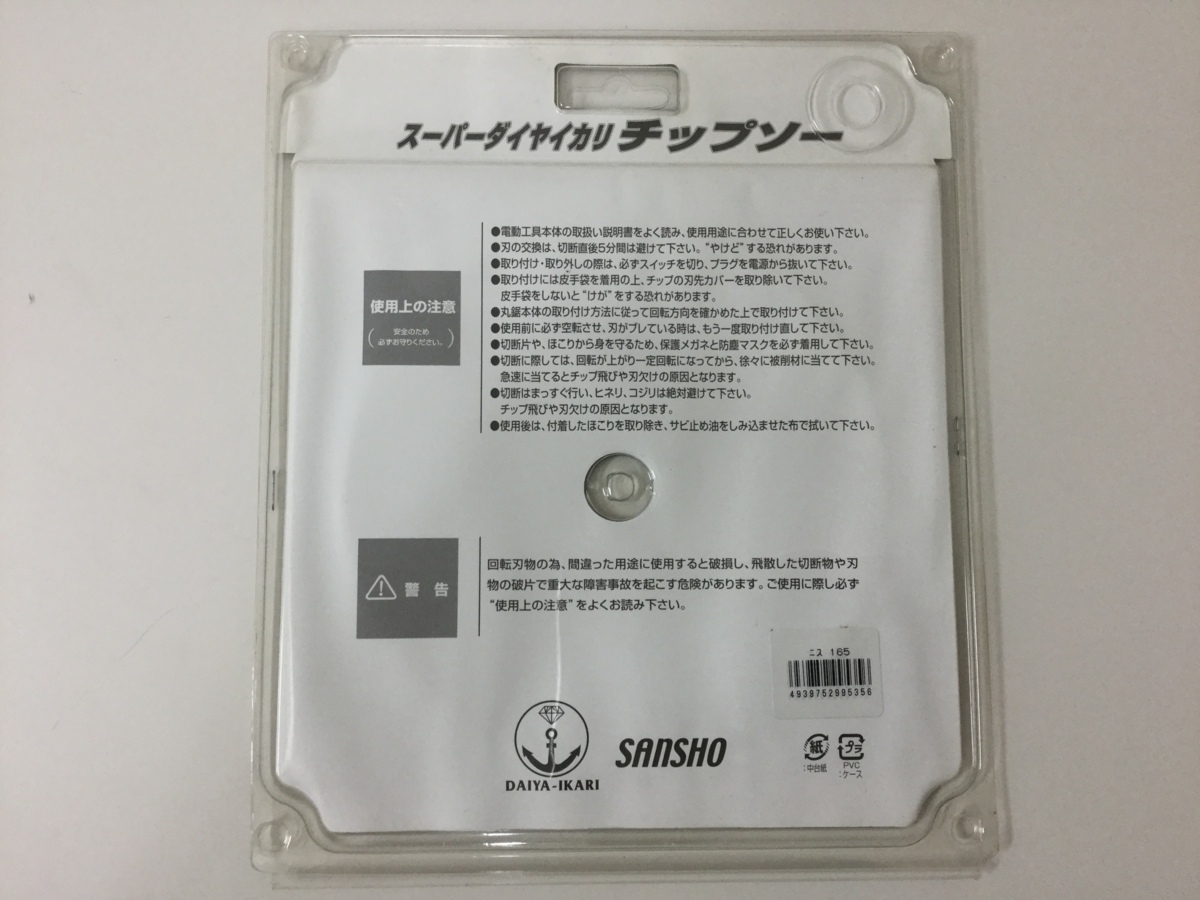 スーパーダイヤイカリ チップソー
使用上の注意
安全のため
必ずお守りください。
●電動工具本体の取扱い説明書をよく読み、使用用途に合わせて正しくお使い下さい。
●刃の交換は、切断直後5分間は避けて下さい。“やけど”する恐れがあります。
●取り付け・取り外しの際は、必ずスイッチを切り、プラグを電源から抜いて下さい。
●取り付けには皮手袋を着用の上、チップの刃先カバーを取り除いて下さい。
皮手袋をしないと“けが”をする恐れがあります。
●丸鋸本体の取り付け方法に従って回転方向を確かめた上で取り付けて下さい。
●使用前に必ず空転させ、刃がブレている時は、もう一度取り付け直して下さい。
●切断片や、ほこりから身を守るため、保護メガネと防塵マスクを必ず着用して下さい。
●切断に際しては、回転が上がり一定回転になってから、徐々に被削材に当てて下さい。
急速に当てるとチップ飛びや刃欠けの原因となります。
●切断はまっすぐ行い、ヒネリ、コジリは絶対避けて下さい。
チップ飛びや刃欠けの原因となります。
●使用後は、付着したほこりを取り除き、サビ止め油をしみ込ませた布で拭いて下さい。
警告
回転刃物の為、間違った用途に使用すると破損し、飛散した切断物や刃
物の破片で重大な障害事故を起こす危険があります。ご使用に際し必ず
“使用上の注意”をよくお読み下さい。
ニス 165
4939752995356
DAIYA-IKARI
SANSHO
紙
:中台紙
プラ
PVC
:ケース